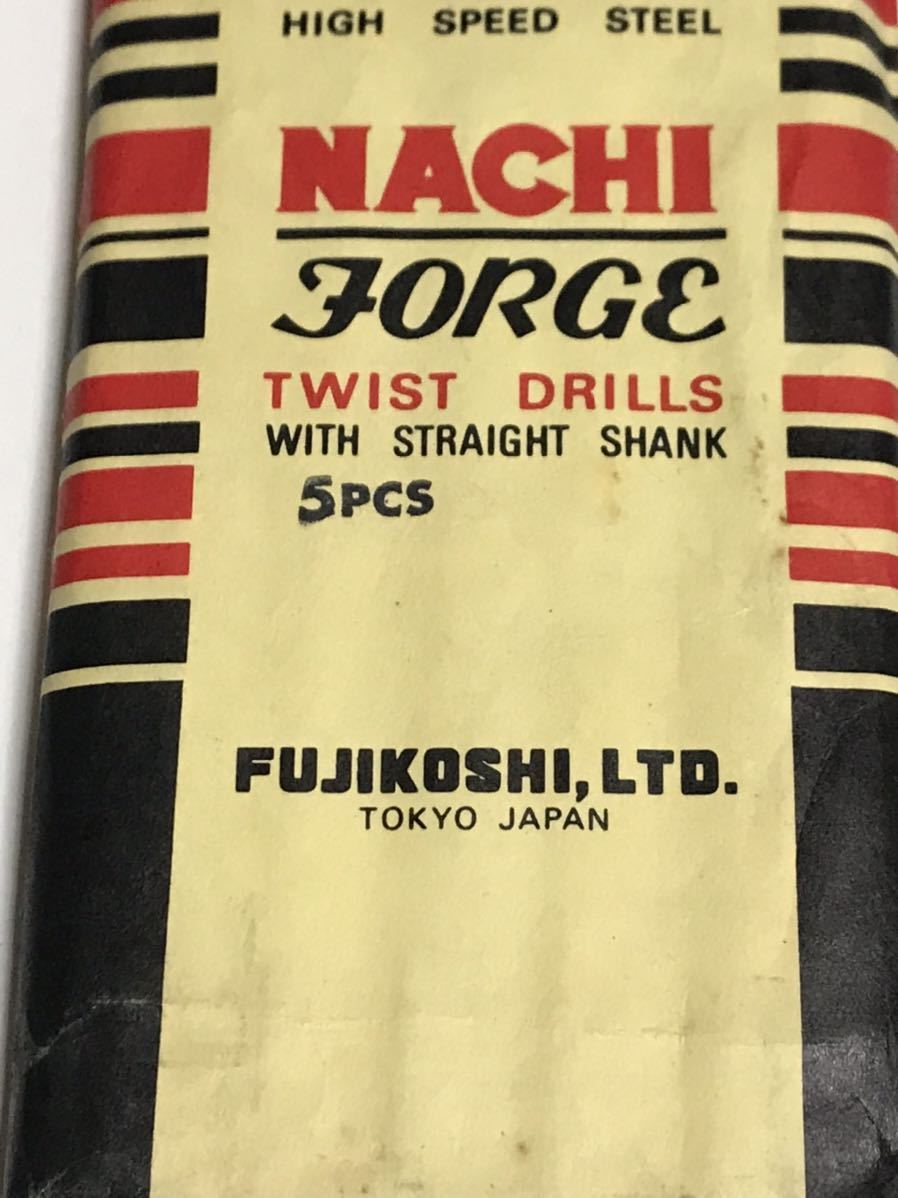 HIGH SPEED STEEL
NACHI
FORGE
TWIST DRILLS
WITH STRAIGHT SHANK
5PCS
FUJIKOSHI, LTD.
TOKYO JAPAN